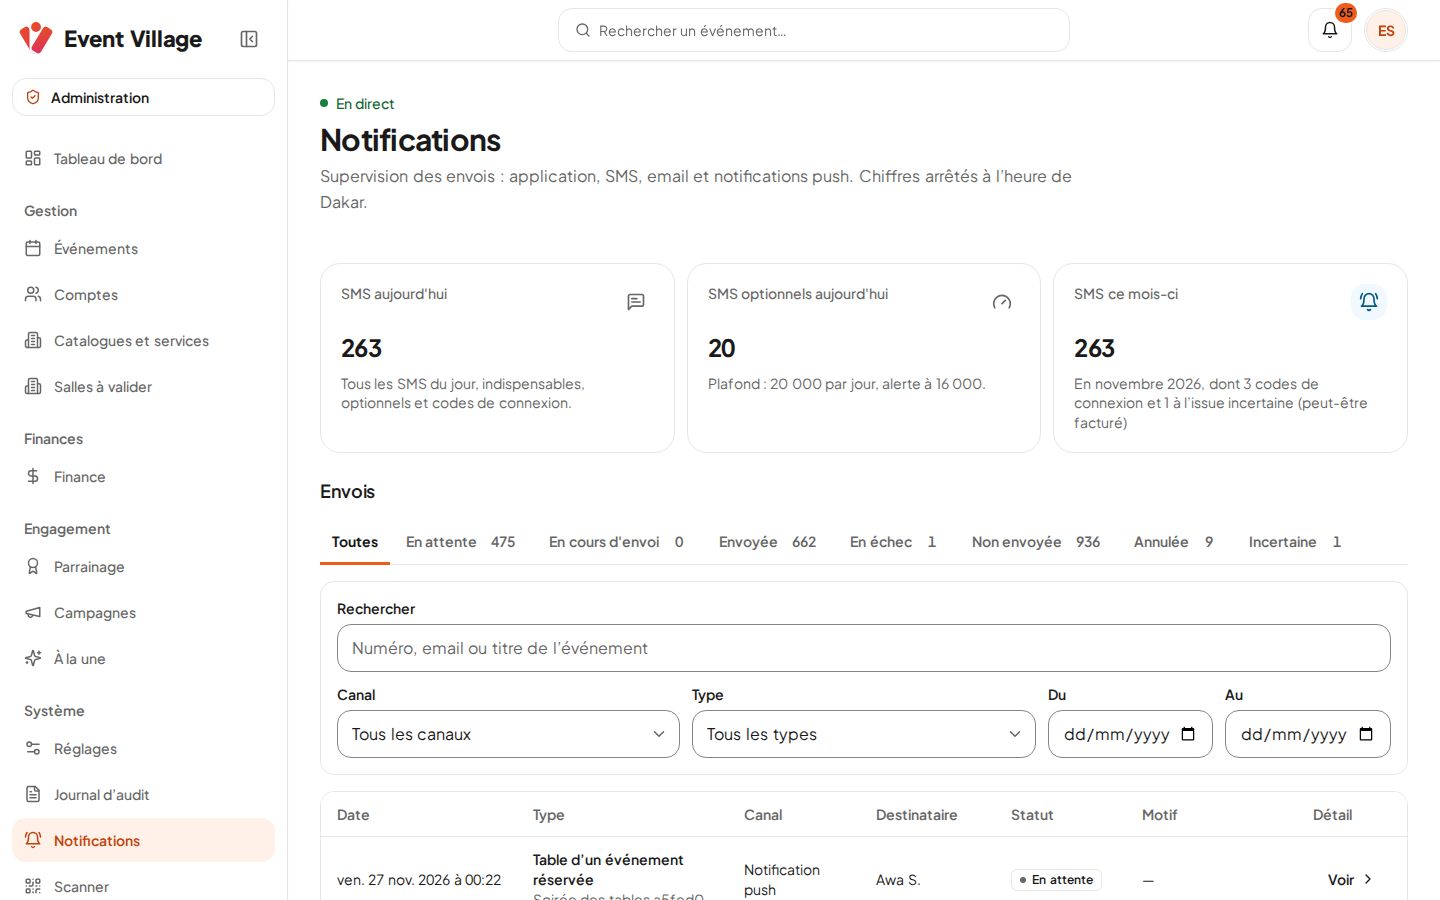 Event Village
Rechercher un événement...
65
ES
Administration
Tableau de bord
Gestion
Événements
Comptes
Catalogues et services
Salles à valider
Finances
Finance
Engagement
Parrainage
Campagnes
À la une
Système
Réglages
Journal d’audit
Notifications
Scanner
En direct
Notifications
Supervision des envois : application, SMS, email et notifications push. Chiffres arrêtés à l’heure de
Dakar.
SMS aujourd'hui
263
Tous les SMS du jour, indispensables,
optionnels et codes de connexion.
SMS optionnels aujourd'hui
20
Plafond : 20 000 par jour, alerte à 16 000.
SMS ce mois-ci
263
En novembre 2026, dont 3 codes de
connexion et 1 à l’issue incertaine (peut-être
facturé)
Envois
Toutes En attente 475 En cours d'envoi 0 Envoyée 662 En échec 1 Non envoyée 936 Annulée 9 Incertaine 1
Rechercher
Numéro, email ou titre de l’événement
Canal Type Du Au
Tous les canaux Tous les types dd/mm/yyyy dd/mm/yyyy
Date Type Canal Destinataire Statut Motif Détail
ven. 27 nov. 2026 à 00:22
Table d’un événement
réservée
Soirée des tables a5fed0
Notification
push
Awa S.
En attente
—
Voir